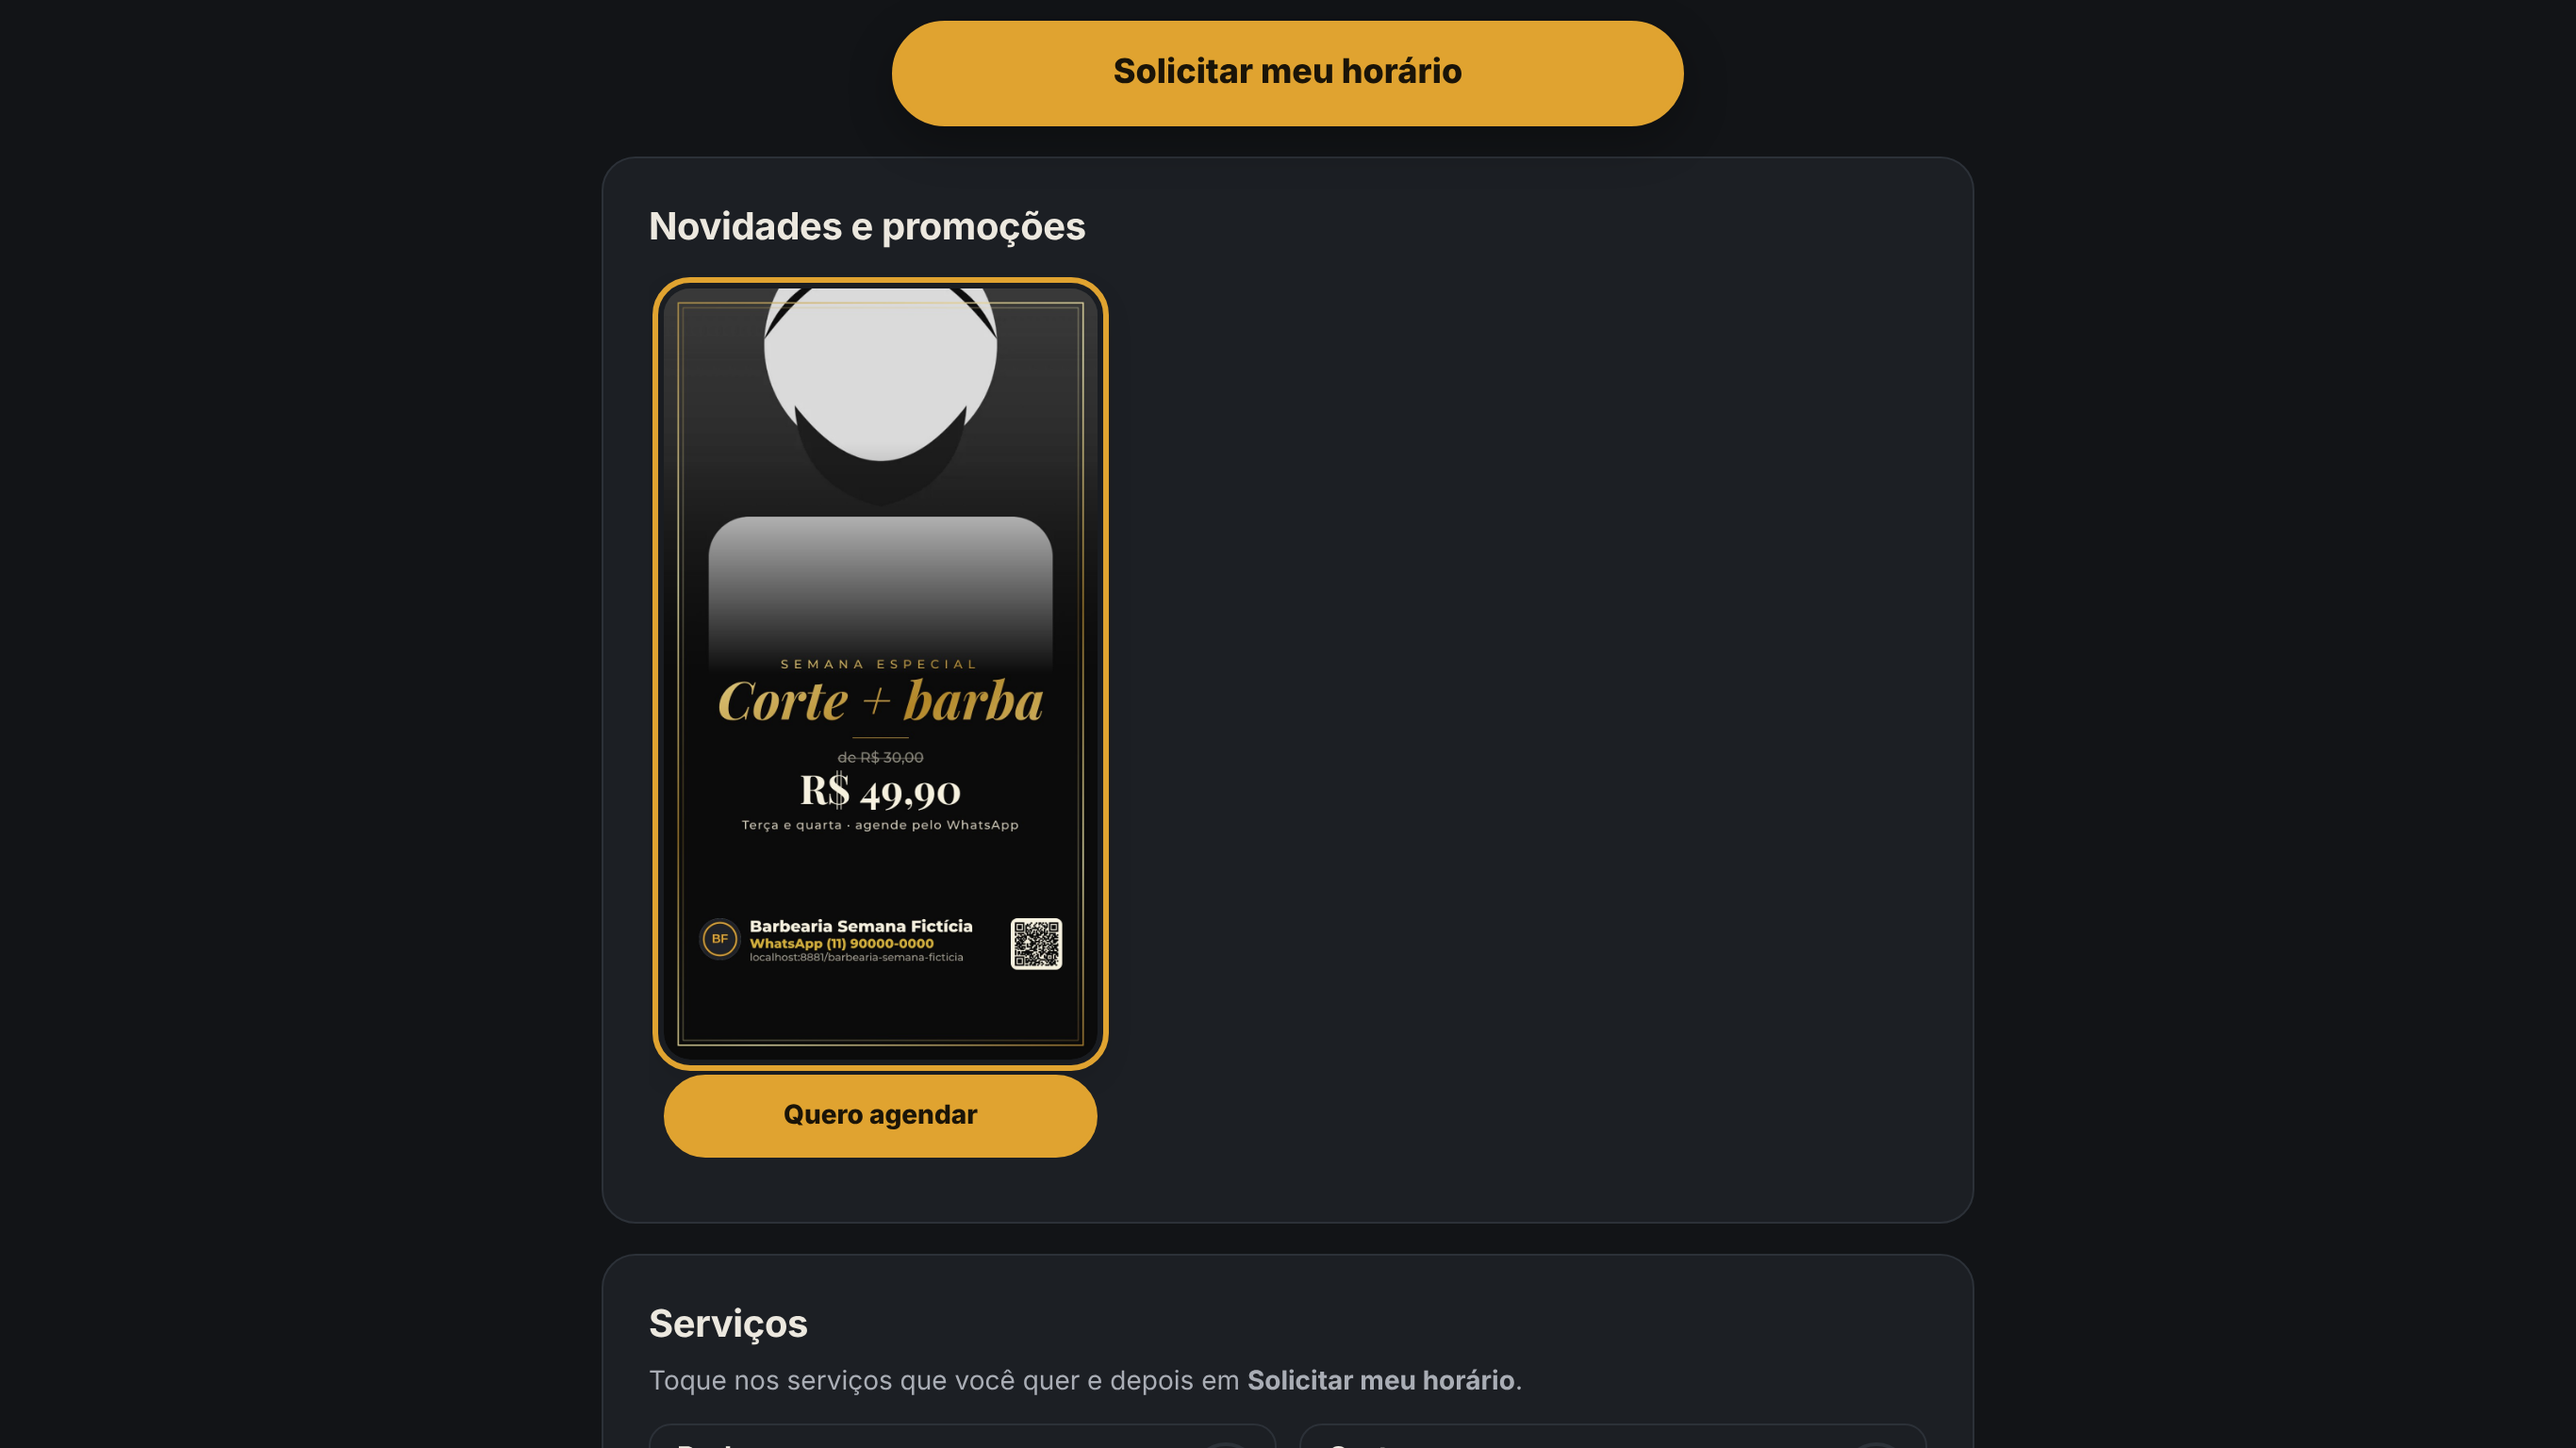 Solicitar meu horário
Novidades e promoções
SEMANA ESPECIAL
Corte + barba
de R$ 30,00
R$ 49,90
Terça e quarta · agende pelo WhatsApp
BF
Barbearia Semana Fictícia
WhatsApp (11) 90000-0000
localhost:8881/barbearia-semana-ficticia
Quero agendar
Serviços
Toque nos serviços que você quer e depois em Solicitar meu horário.